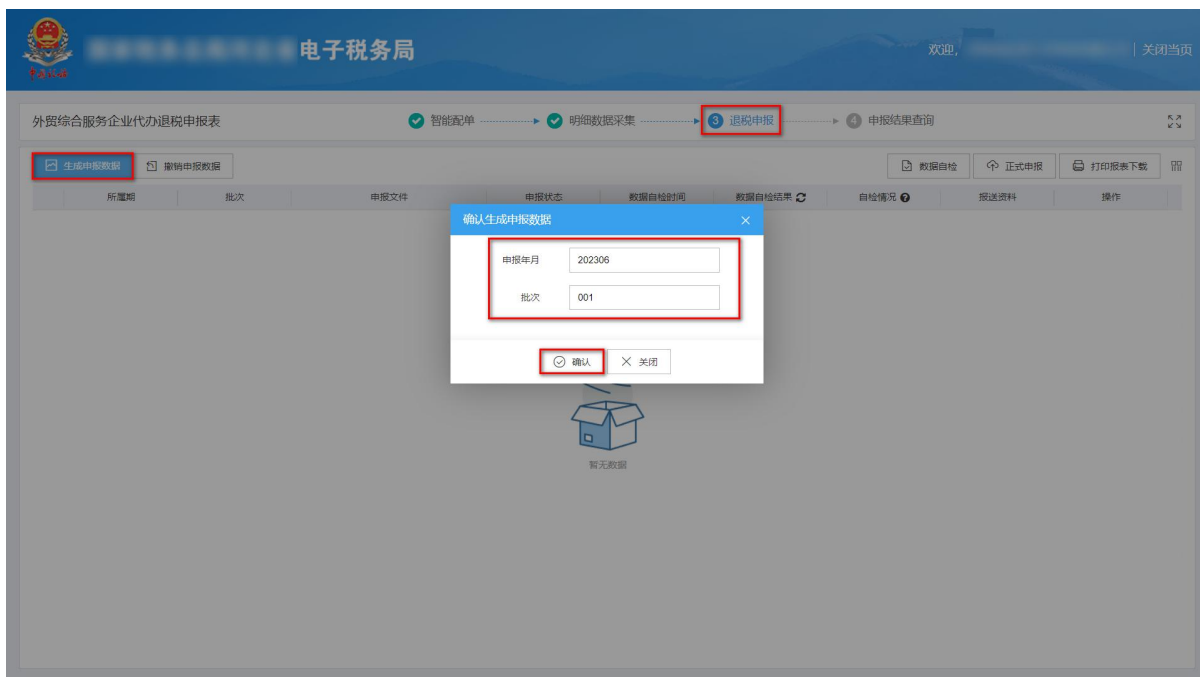 电子税务局
欢迎,
| 关闭当页
外贸综合服务企业代办退税申报表
智能配单
明细数据采集
3 退税申报
4 申报结果查询
生成申报数据
撤销申报数据
数据自检
正式申报
打印报表下载
所属期
批次
申报文件
申报状态
数据自检时间
数据自检结果
自检情况
报送资料
操作
确认生成申报数据
申报年月
202306
批次
001
确认
关闭
暂无数据